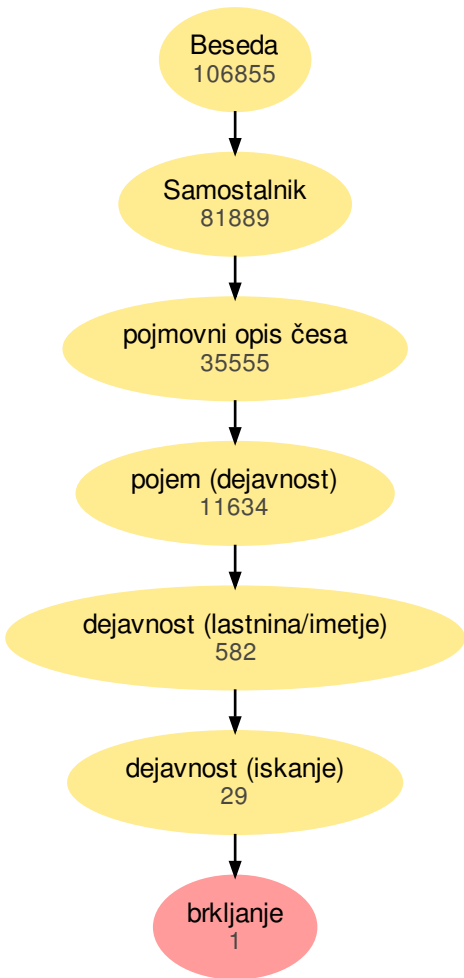 Beseda
106855
Samostalnik
81889
pojmovni opis česa
35555
pojem (dejavnost)
11634
dejavnost (lastnina/imetje)
582
dejavnost (iskanje)
29
brkljanje
1